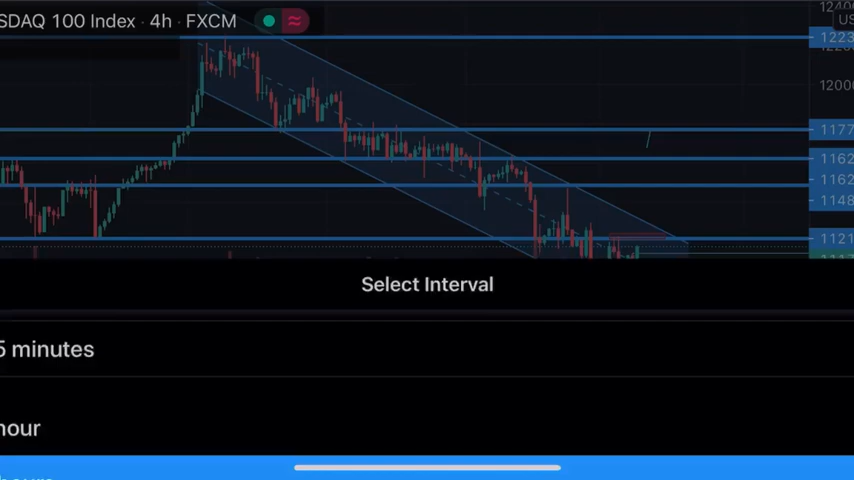 SDAQ 100 Index · 4h · FXCM
1223
12000
1177
1162
1162
1148
1121
Select Interval
5 minutes
hour